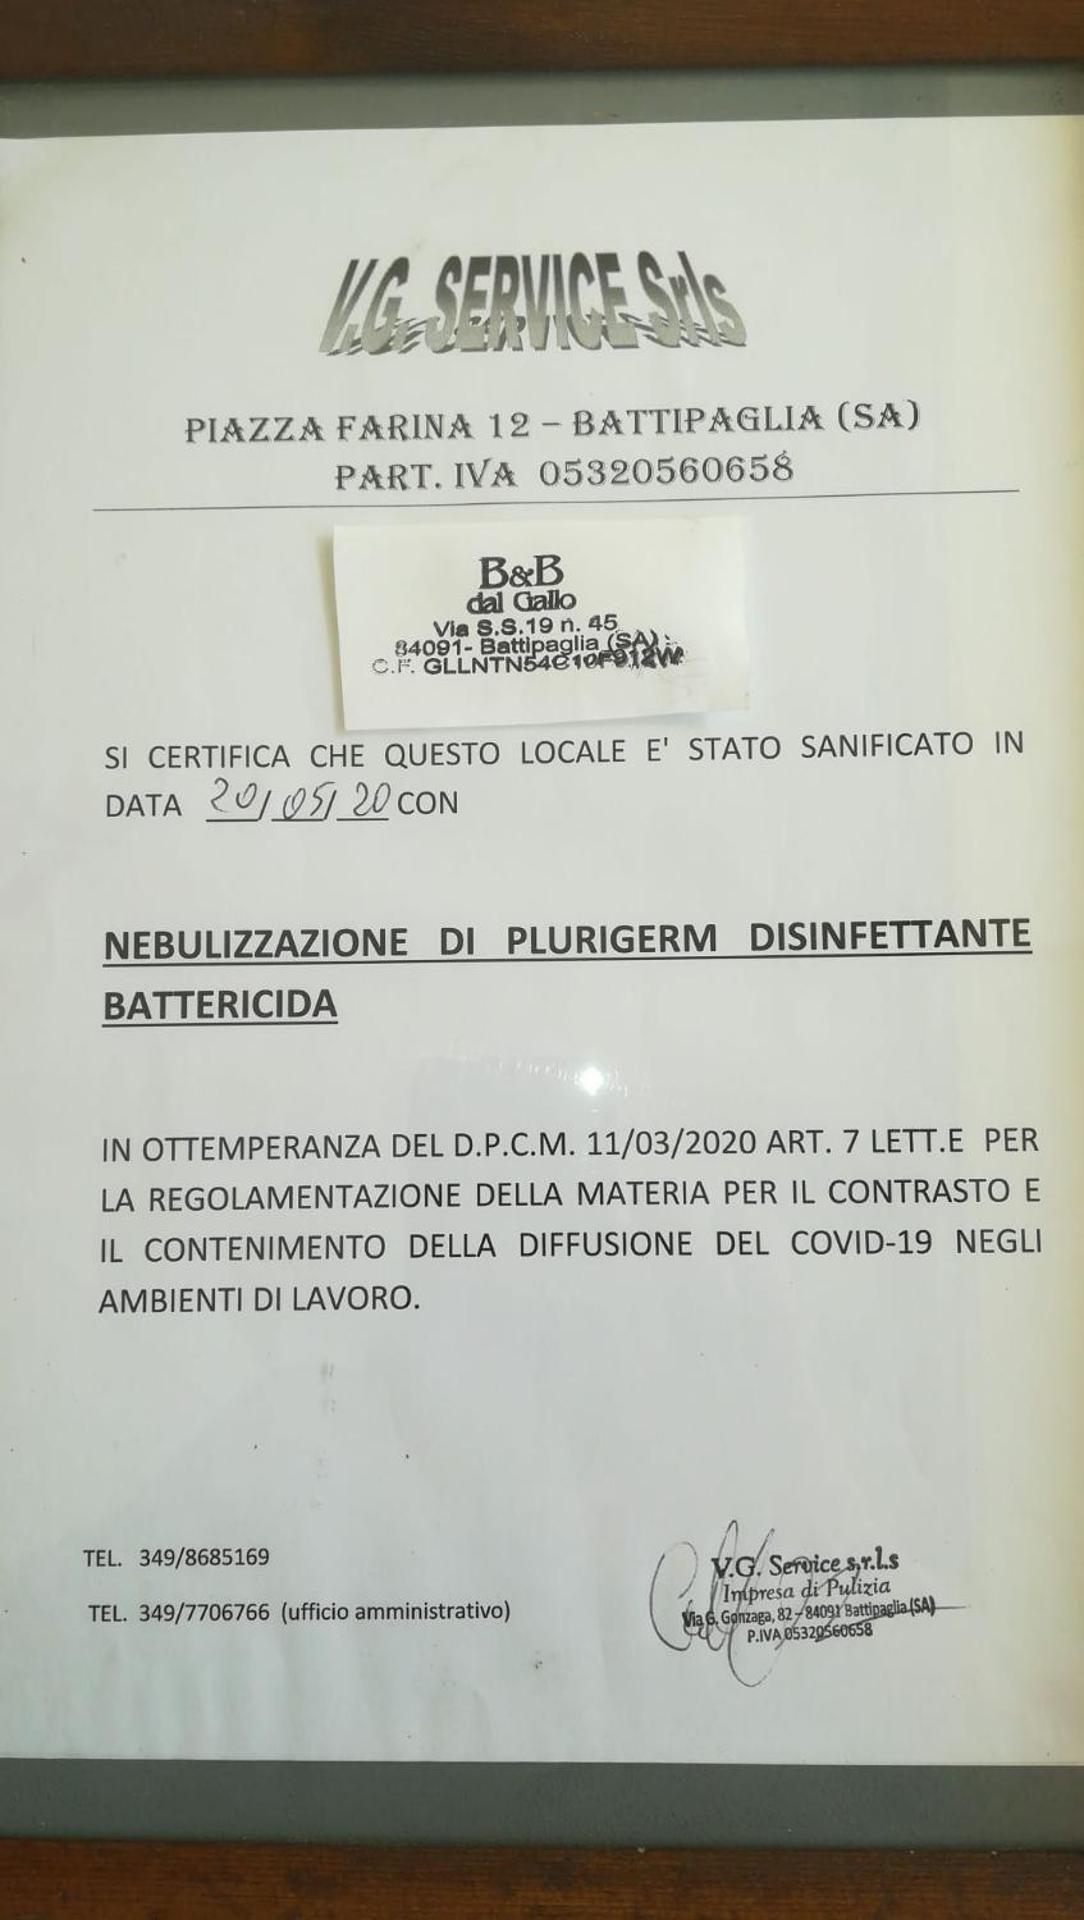 V.G. SERVICE Srls
PIAZZA FARINA 12 – BATTIPAGLIA (SA)
PART. IVA 05320560658
B&B
dal Gallo
Via S.S.19 n. 45
84091- Battipaglia (SA)
C.F. GLLNTN54C10F912W
SI CERTIFICA CHE QUESTO LOCALE E' STATO SANIFICATO IN
DATA 20/05/20 CON
NEBULIZZAZIONE DI PLURIGERM DISINFETTANTE
BATTERICIDA
IN OTTEMPERANZA DEL D.P.C.M. 11/03/2020 ART. 7 LETT.E PER
LA REGOLAMENTAZIONE DELLA MATERIA PER IL CONTRASTO E
IL CONTENIMENTO DELLA DIFFUSIONE DEL COVID-19 NEGLI
AMBIENTI DI LAVORO.
TEL. 349/8685169
TEL. 349/7706766 (ufficio amministrativo)
V.G. Service s.r.l.s
Impresa di Pulizia
Via G. Gonzaga, 82 – 84091 Battipaglia (SA)
P.IVA 05320560658